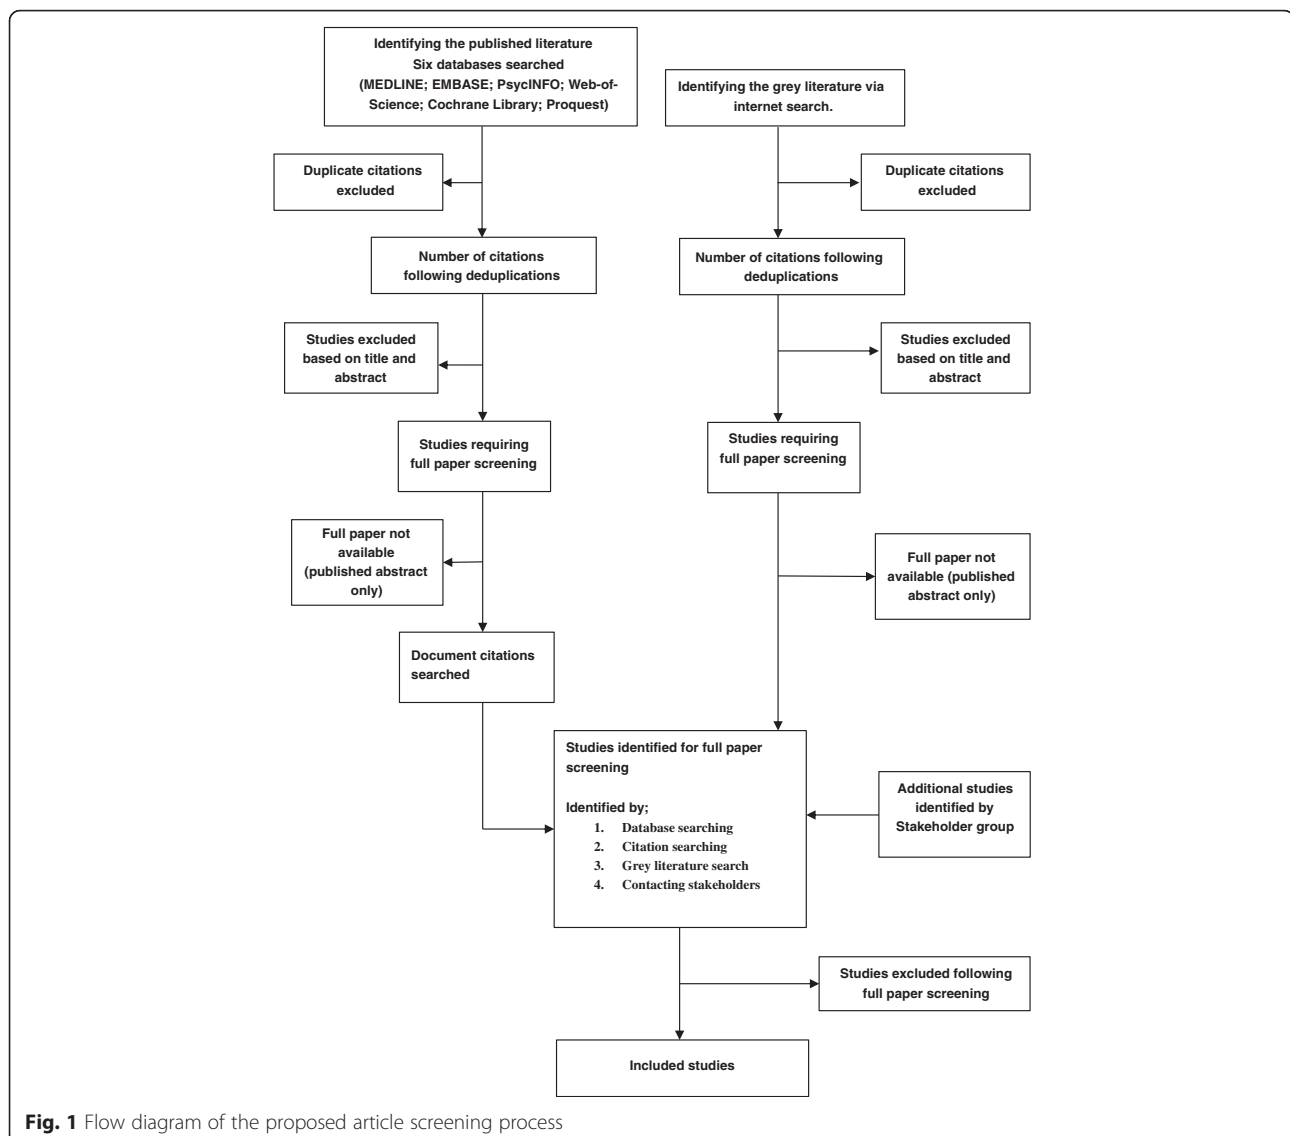 Identifying the published literature
Six databases searched
(MEDLINE; EMBASE; PsycINFO; Web-of-
Science; Cochrane Library; Proquest)
Identifying the grey literature via
internet search.
Duplicate citations
excluded
Duplicate citations
excluded
Number of citations
following deduplications
Number of citations following
deduplications
Studies excluded
based on title and
abstract
Studies excluded
based on title and
abstract
Studies requiring
full paper screening
Studies requiring
full paper screening
Full paper not
available
(published abstract
only)
Full paper not
available (published
abstract only)
Document citations
searched
Studies identified for full paper
screening
Identified by;
1. Database searching
2. Citation searching
3. Grey literature search
4. Contacting stakeholders
Additional studies
identified by
Stakeholder group
Studies excluded following
full paper screening
Included studies
Fig. 1 Flow diagram of the proposed article screening process